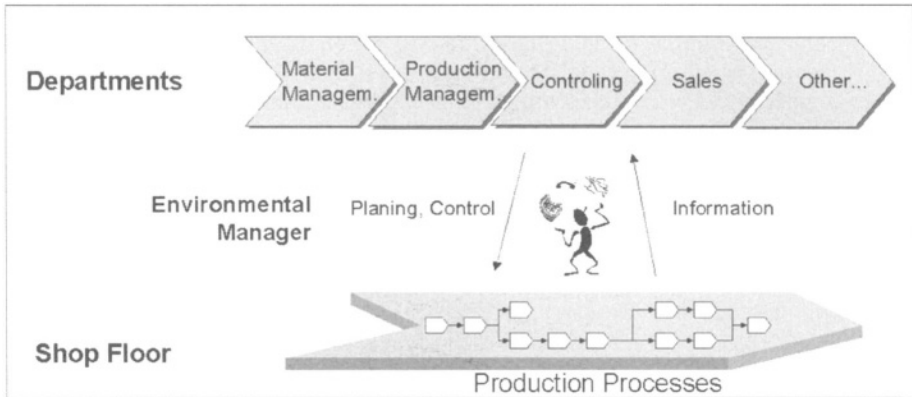 Departments
Material
Managem.
Production
Managem.
Controling
Sales
Other...
Environmental
Manager
Planing, Control
Information
Shop Floor
Production Processes